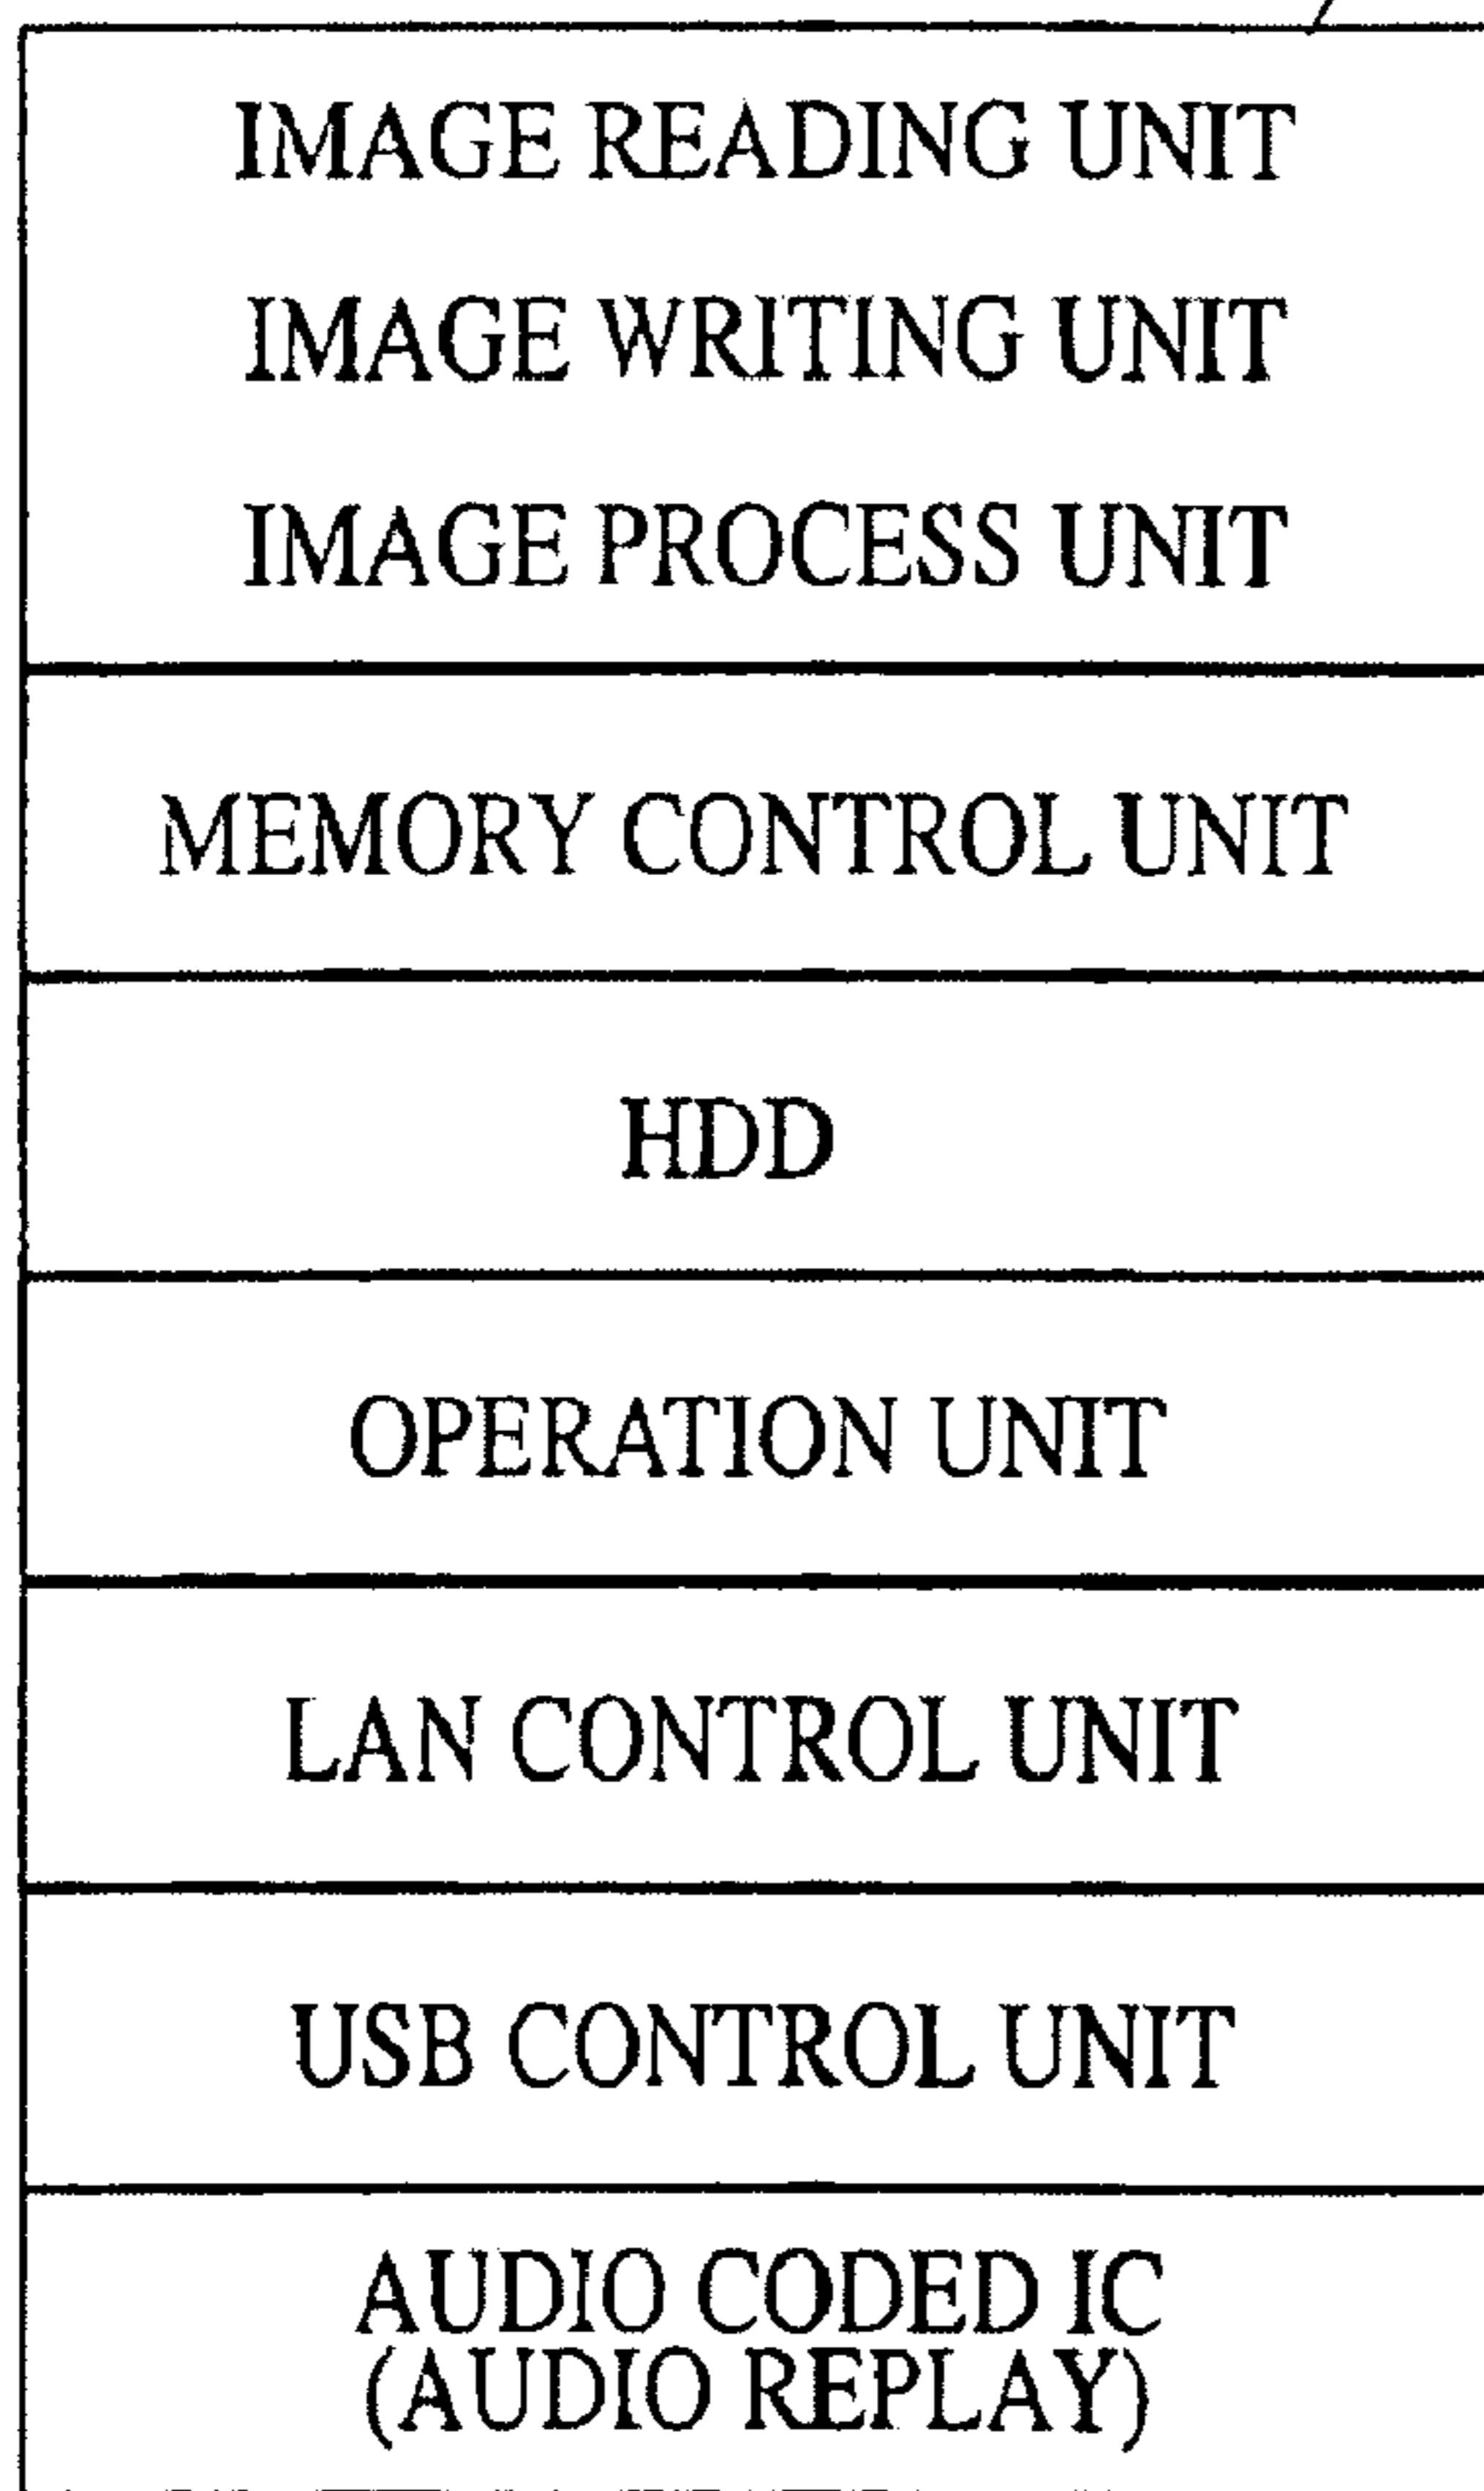 IMAGE READING UNIT
IMAGE WRITING UNIT
IMAGE PROCESS UNIT
MEMORY CONTROL UNIT
HDD
OPERATION UNIT
LAN CONTROL UNIT
USB CONTROL UNIT
AUDIO CODED IC
(AUDIO REPLAY)